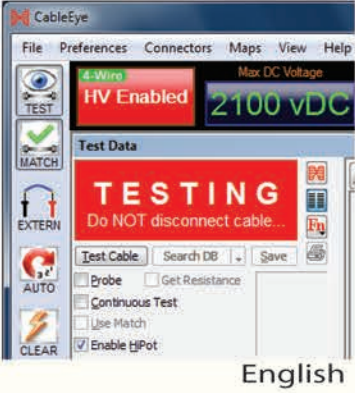 CableEye
File Preferences Connectors Maps View Help
4-Wire
HV Enabled
Max DC Voltage
2100 vDC
TEST
MATCH
EXTERN
AUTO
CLEAR
Test Data
TESTING
Do NOT disconnect cable...
Fn
Test Cable Search DB Save
Probe Get Resistance
Continuous Test
Use Match
Enable HiPot
English